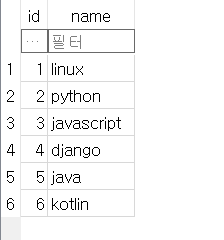 id name
... 필터
1 1 linux
2 2 python
3 3 javascript
4 4 django
5 5 java
6 6 kotlin